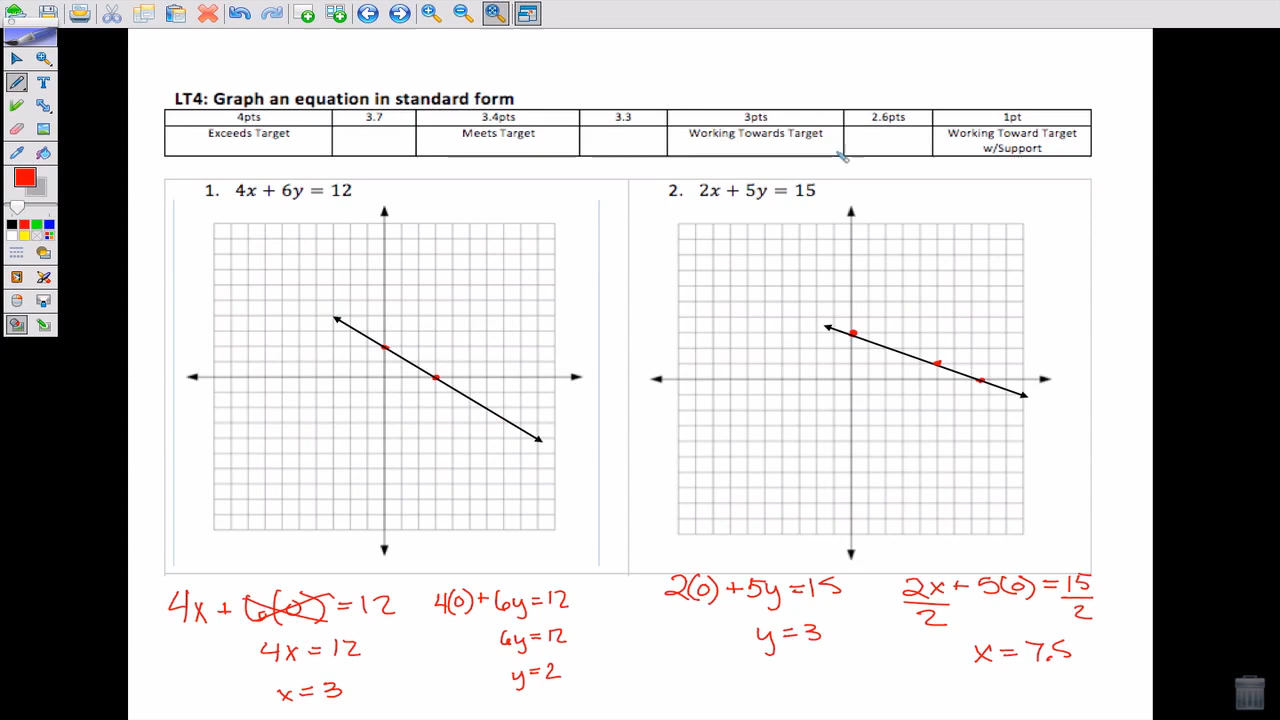 LT4: Graph an equation in standard form
4pts 3.7 3.4pts 3.3 3pts 2.6pts 1pt
Exceeds Target Meets Target Working Towards Target Working Toward Target
w/Support
1. 4x + 6y = 12
2. 2x + 5y = 15
4x + 6(0) = 12
4x = 12
x = 3
4(0) + 6y = 12
6y = 12
y = 2
2(0) + 5y = 15
y = 3
2x + 5(0) = 15
2 2
x = 7.5
T